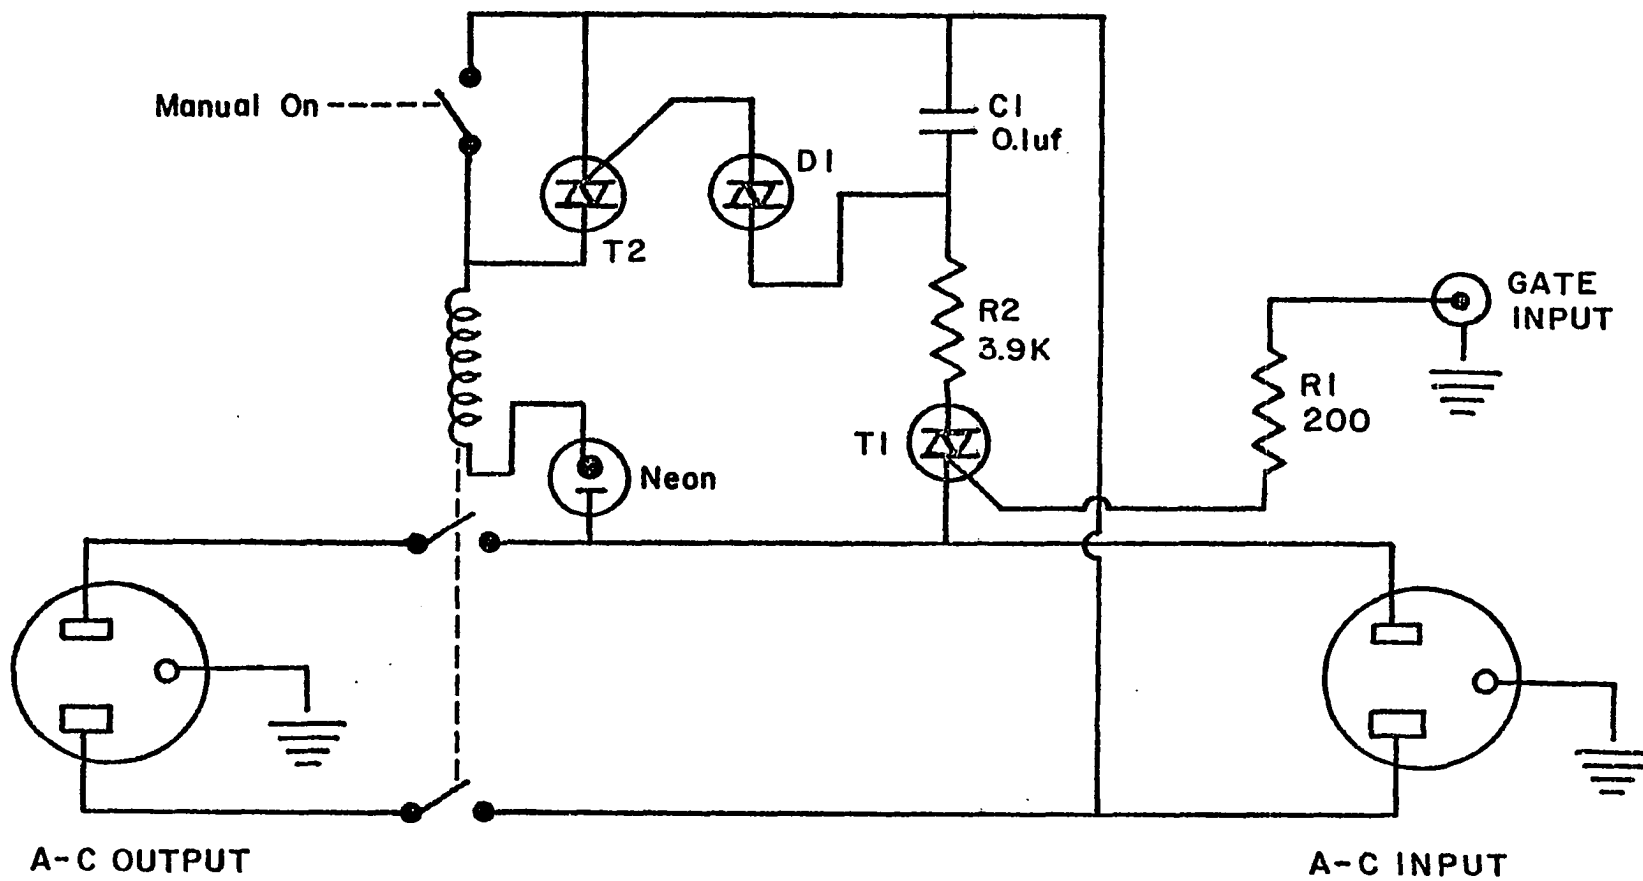 Manual On
T2
D1
C1
0.1uf
R2
3.9K
T1
Neon
GATE
INPUT
R1
200
A-C OUTPUT
A-C INPUT